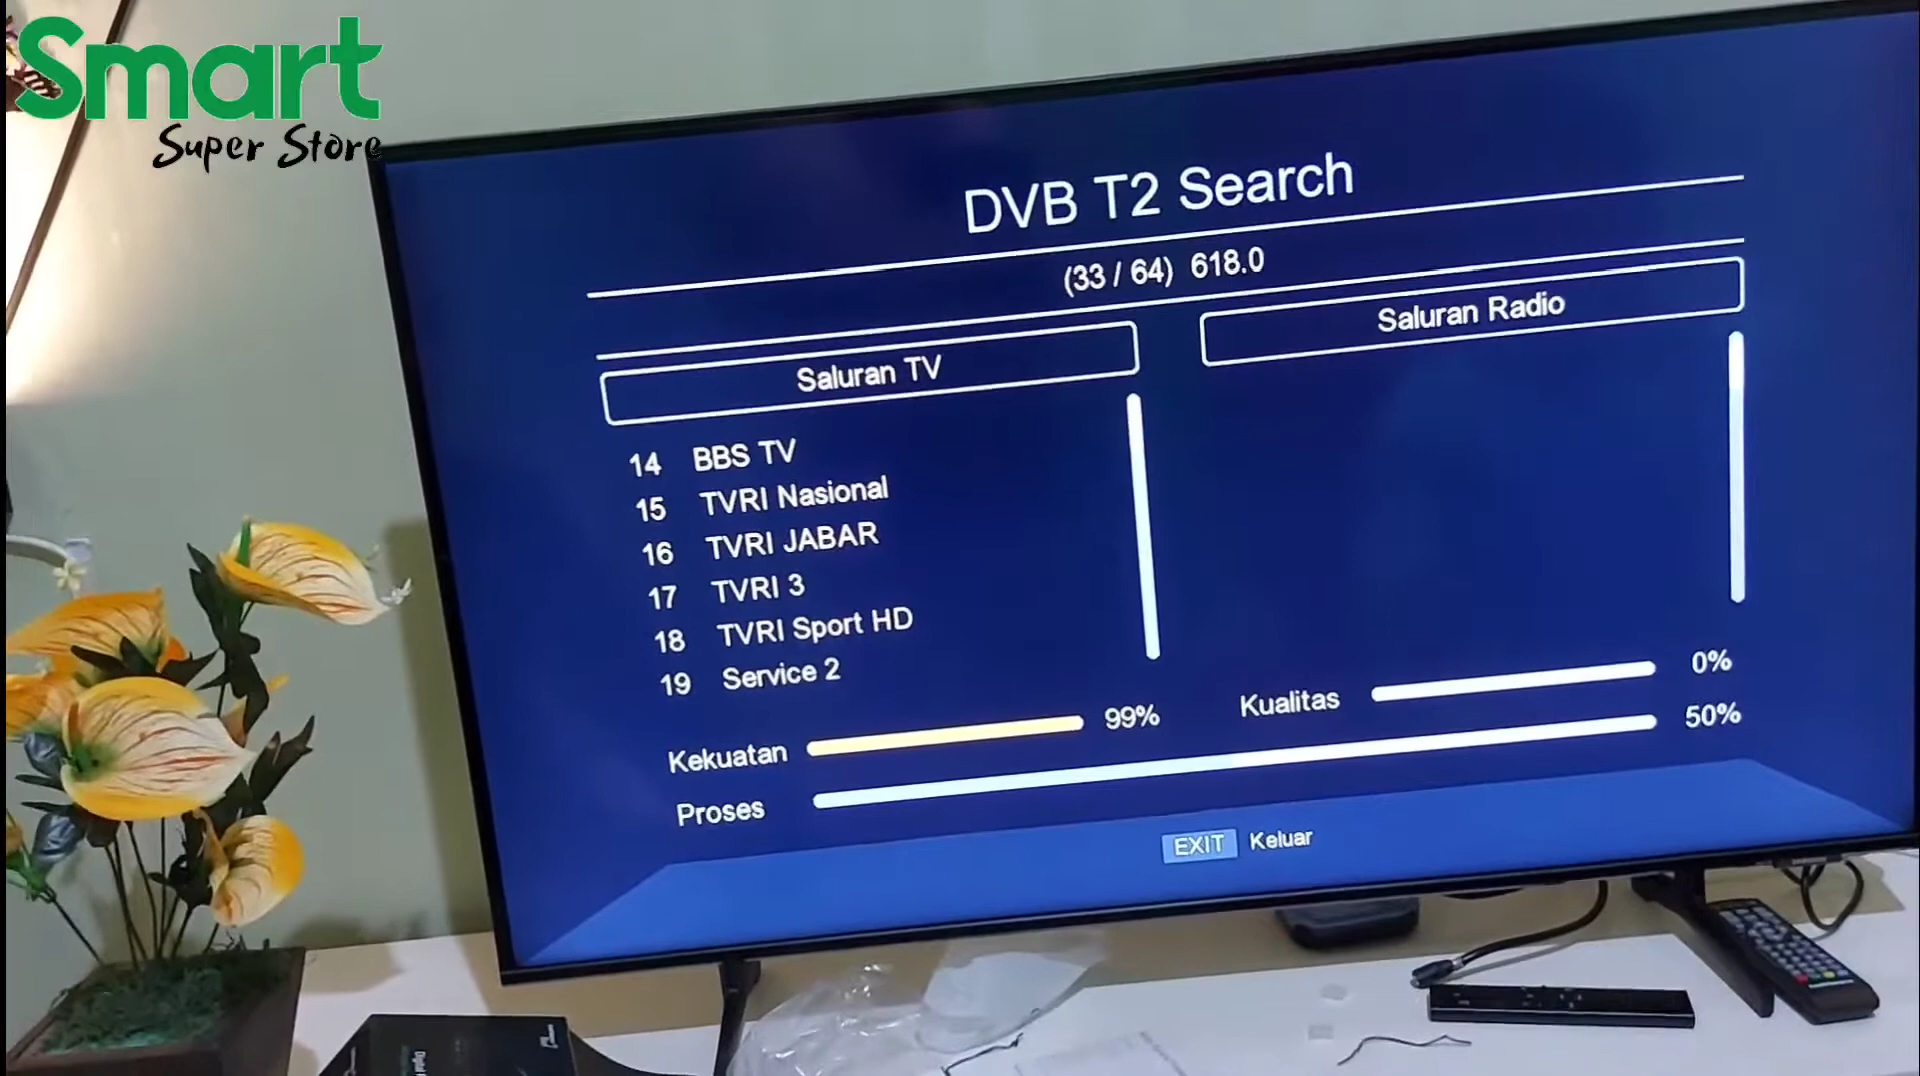 Smart
Super Store
DVB T2 Search
(33 / 64) 618.0
Saluran TV
Saluran Radio
14 BBS TV
15 TVRI Nasional
16 TVRI JABAR
17 TVRI 3
18 TVRI Sport HD
19 Service 2
Kekuatan 99% Kualitas 0%
Proses 50%
EXIT Keluar